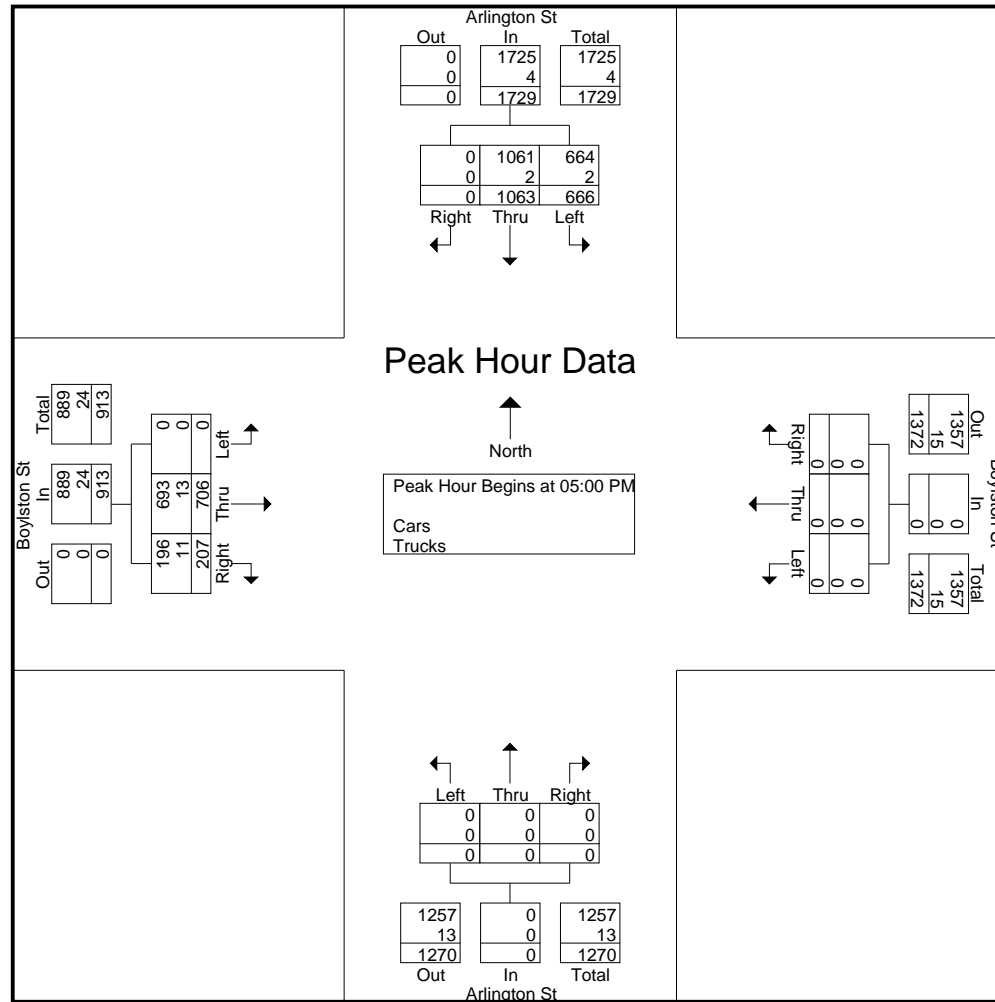 Arlington St
Out In Total
0 1725 1725
0 4 4
0 1729 1729
0 1061 664
0 2 2
0 1063 666
Right Thru Left
Peak Hour Data
North
Peak Hour Begins at 05:00 PM
Cars
Trucks
Boylston St
Total In Out
889 889 0
24 24 0
913 913 0
0 693 196
0 13 11
0 706 207
Left Thru Right
Right Thru Left
0 0 0
0 0 0
0 0 0
Out In Total
1357 0 1357
15 0 15
1372 0 1372
Boylston St
Left Thru Right
0 0 0
0 0 0
0 0 0
1257 0 1257
13 0 13
1270 0 1270
Out In Total
Arlington St